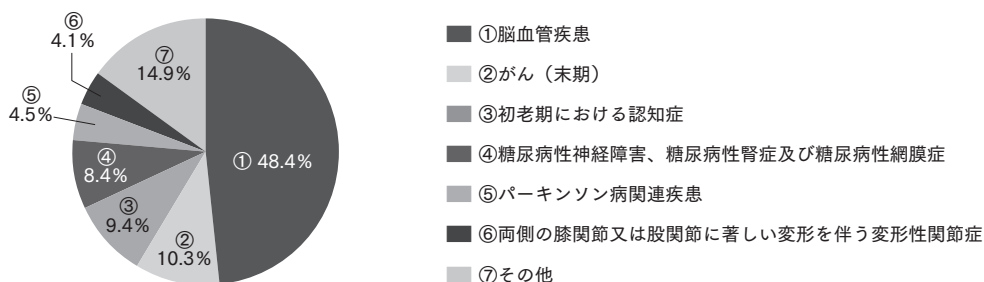 ⑥
4.1%
⑦
14.9%
⑤
4.5%
④
8.4%
① 48.4%
③
9.4%
②
10.3%
①脳血管疾患
②がん（末期）
③初老期における認知症
④糖尿病性神経障害、糖尿病性腎症及び糖尿病性網膜症
⑤パーキンソン病関連疾患
⑥両側の膝関節又は股関節に著しい変形を伴う変形性関節症
⑦その他